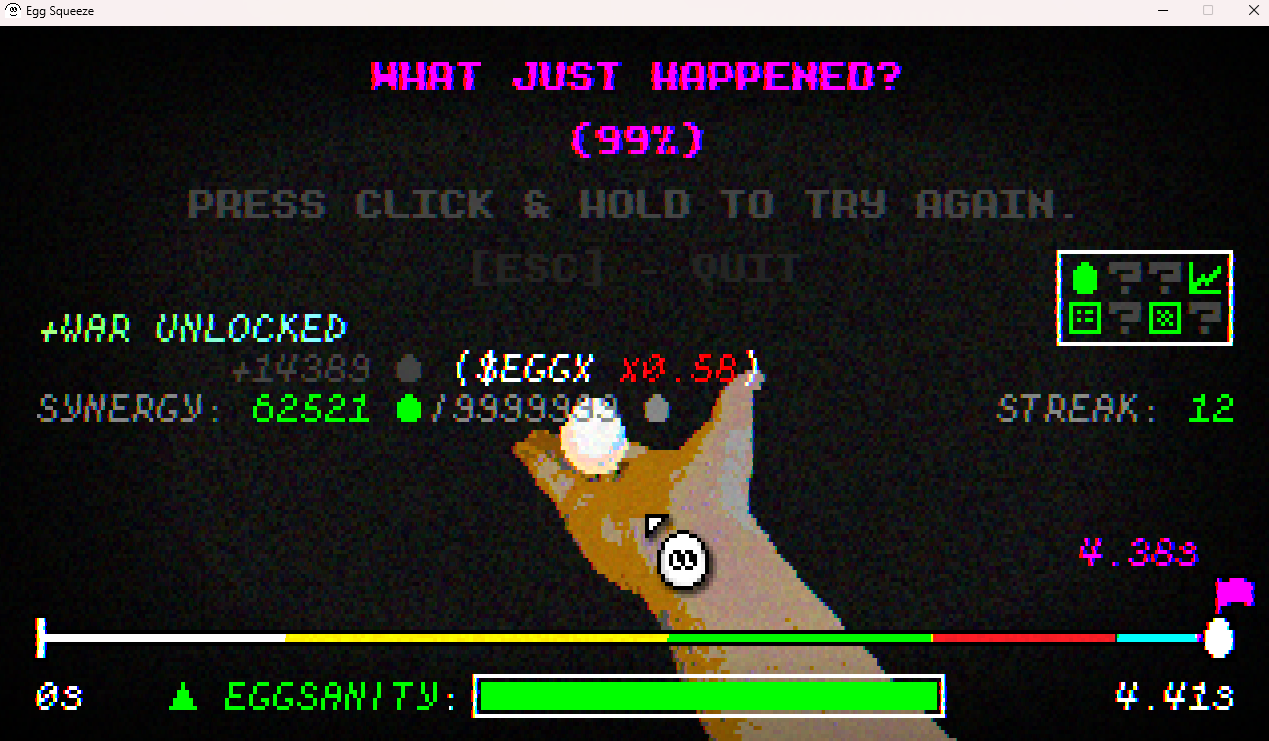 Egg Squeeze
WHAT JUST HAPPENED?
(99%)
PRESS CLICK & HOLD TO TRY AGAIN.
[ESC] - QUIT
? ?
? ?
+WAR UNLOCKED
+14389 ($EGGX X0.58)
SYNERGY: 62521 /9999998
STREAK: 12
4.38s
0s
EGGSANITY:
4.41s